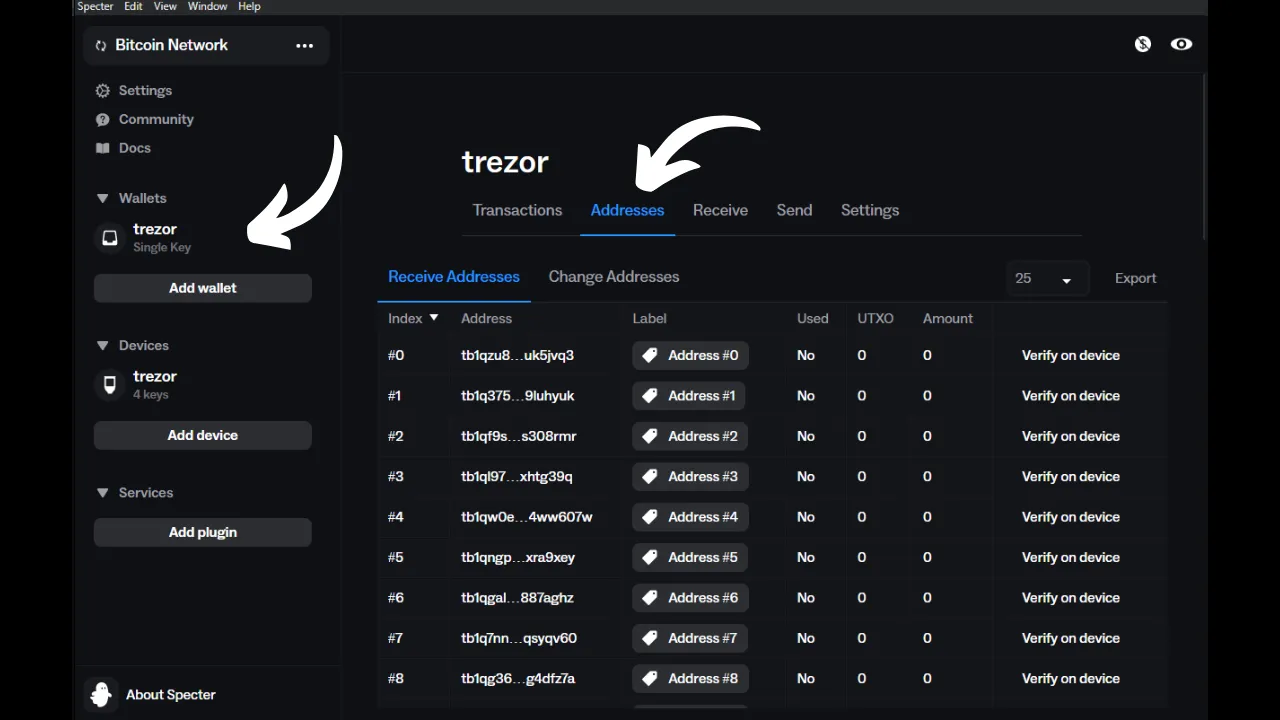 Specter Edit View Window Help
Bitcoin Network
Settings
Community
Docs
Wallets
trezor
Single Key
Add wallet
Devices
trezor
4 keys
Add device
Services
Add plugin
About Specter
trezor
Transactions Addresses Receive Send Settings
Receive Addresses Change Addresses 25 Export
Index Address Label Used UTXO Amount
#0 tb1qzu8...uk5jvq3 Address #0 No 0 0 Verify on device
#1 tb1q375...9luhyuk Address #1 No 0 0 Verify on device
#2 tb1qf9s...s308rmr Address #2 No 0 0 Verify on device
#3 tb1ql97...xhtg39q Address #3 No 0 0 Verify on device
#4 tb1qw0e...4ww607w Address #4 No 0 0 Verify on device
#5 tb1qngp...xra9xey Address #5 No 0 0 Verify on device
#6 tb1qgal...887aghz Address #6 No 0 0 Verify on device
#7 tb1q7nn...qsyqv60 Address #7 No 0 0 Verify on device
#8 tb1qg36...g4dfz7a Address #8 No 0 0 Verify on device